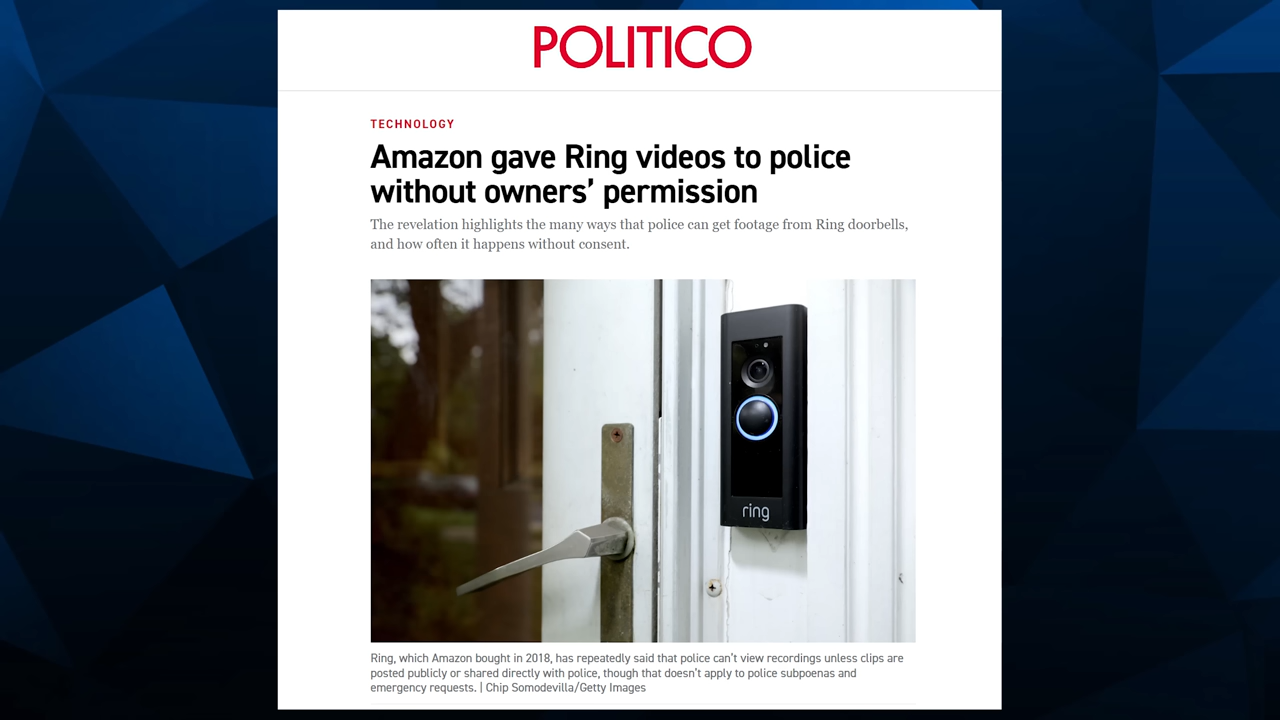 POLITICO
TECHNOLOGY
Amazon gave Ring videos to police
without owners’ permission
The revelation highlights the many ways that police can get footage from Ring doorbells,
and how often it happens without consent.
ring
Ring, which Amazon bought in 2018, has repeatedly said that police can’t view recordings unless clips are
posted publicly or shared directly with police, though that doesn’t apply to police subpoenas and
emergency requests. | Chip Somodevilla/Getty Images